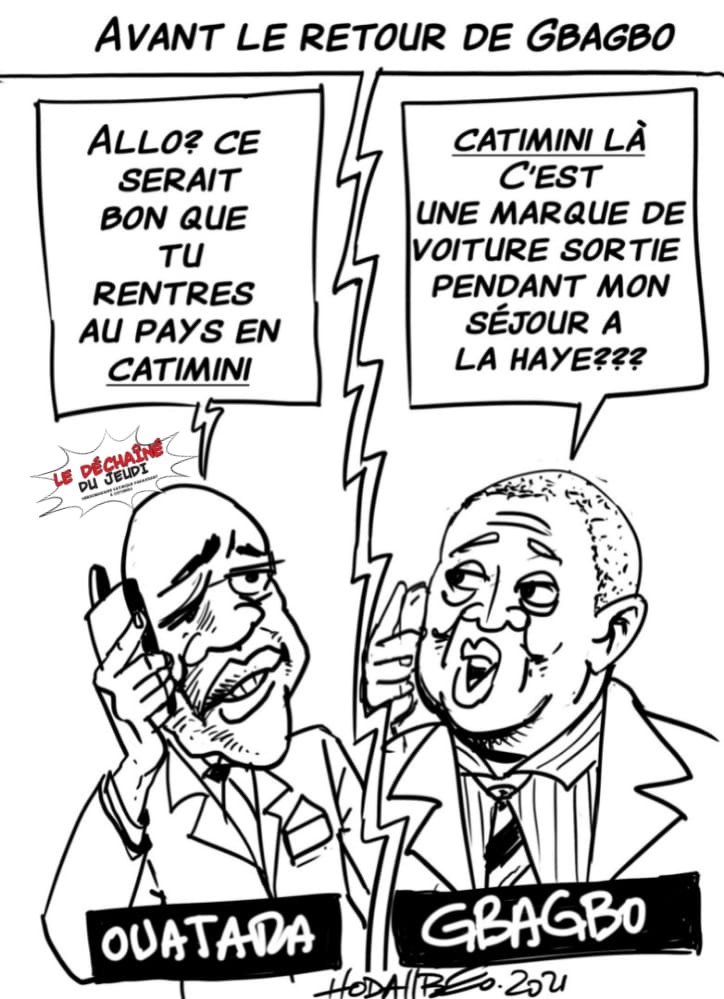 AVANT LE RETOUR DE GBAGBO
ALLO? CE
SERAIT
BON QUE
TU
RENTRES
AU PAYS EN
CATIMINI
CATIMINI LÀ
C'EST
UNE MARQUE DE
VOITURE SORTIE
PENDANT MON
SÉJOUR A
LA HAYE???
LE DÉCHAÎNÉ
DU JEUDI
OUATARA
GBAGBO
2021